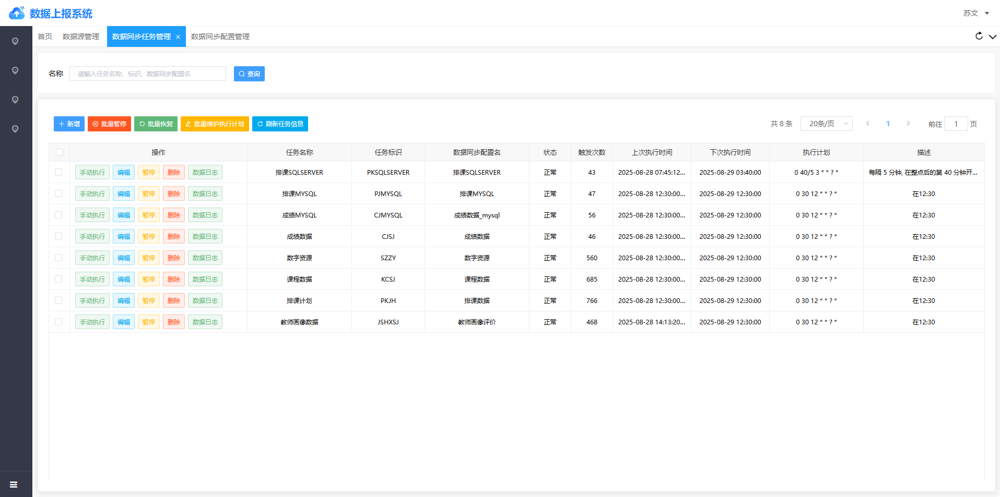 数据上报系统
苏文
首页 数据源管理 数据同步任务管理 × 数据同步配置管理
名称 请输入任务名称、标识、数据同步配置名 查询
新增 批量暂停 批量恢复 批量维护执行计划 刷新任务信息 共 8 条 20条/页 1 前往 1 页
操作 任务名称 任务标识 数据同步配置名 状态 触发次数 上次执行时间 下次执行时间 执行计划 描述
手动执行 编辑 暂停 删除 数据日志 排课SQLSERVER PKSQLSERVER 排课SQLSERVER 正常 43 2025-08-28 07:45:12... 2025-08-29 03:40:00 0 40/5 3 * * ? * 每隔 5 分钟, 在整点后的第 40 分钟开...
手动执行 编辑 暂停 删除 数据日志 排课MYSQL PJMYSQL 排课MYSQL 正常 47 2025-08-28 12:30:00... 2025-08-29 12:30:00 0 30 12 * * ? * 在12:30
手动执行 编辑 暂停 删除 数据日志 成绩MYSQL CJMYSQL 成绩数据_mysql 正常 56 2025-08-28 12:30:00... 2025-08-29 12:30:00 0 30 12 * * ? * 在12:30
手动执行 编辑 暂停 删除 数据日志 成绩数据 CJSJ 成绩数据 正常 46 2025-08-28 12:30:00... 2025-08-29 12:30:00 0 30 12 * * ? * 在12:30
手动执行 编辑 暂停 删除 数据日志 数字资源 SZZY 数字资源 正常 560 2025-08-28 12:30:00... 2025-08-29 12:30:00 0 30 12 * * ? * 在12:30
手动执行 编辑 暂停 删除 数据日志 课程数据 KCSJ 课程数据 正常 685 2025-08-28 12:30:00... 2025-08-29 12:30:00 0 30 12 * * ? * 在12:30
手动执行 编辑 暂停 删除 数据日志 排课计划 PKJH 排课数据 正常 766 2025-08-28 12:30:00... 2025-08-29 12:30:00 0 30 12 * * ? * 在12:30
手动执行 编辑 暂停 删除 数据日志 教师画像数据 JSHXSJ 教师画像评价 正常 468 2025-08-28 14:13:20... 2025-08-29 12:30:00 0 30 12 * * ? * 在12:30